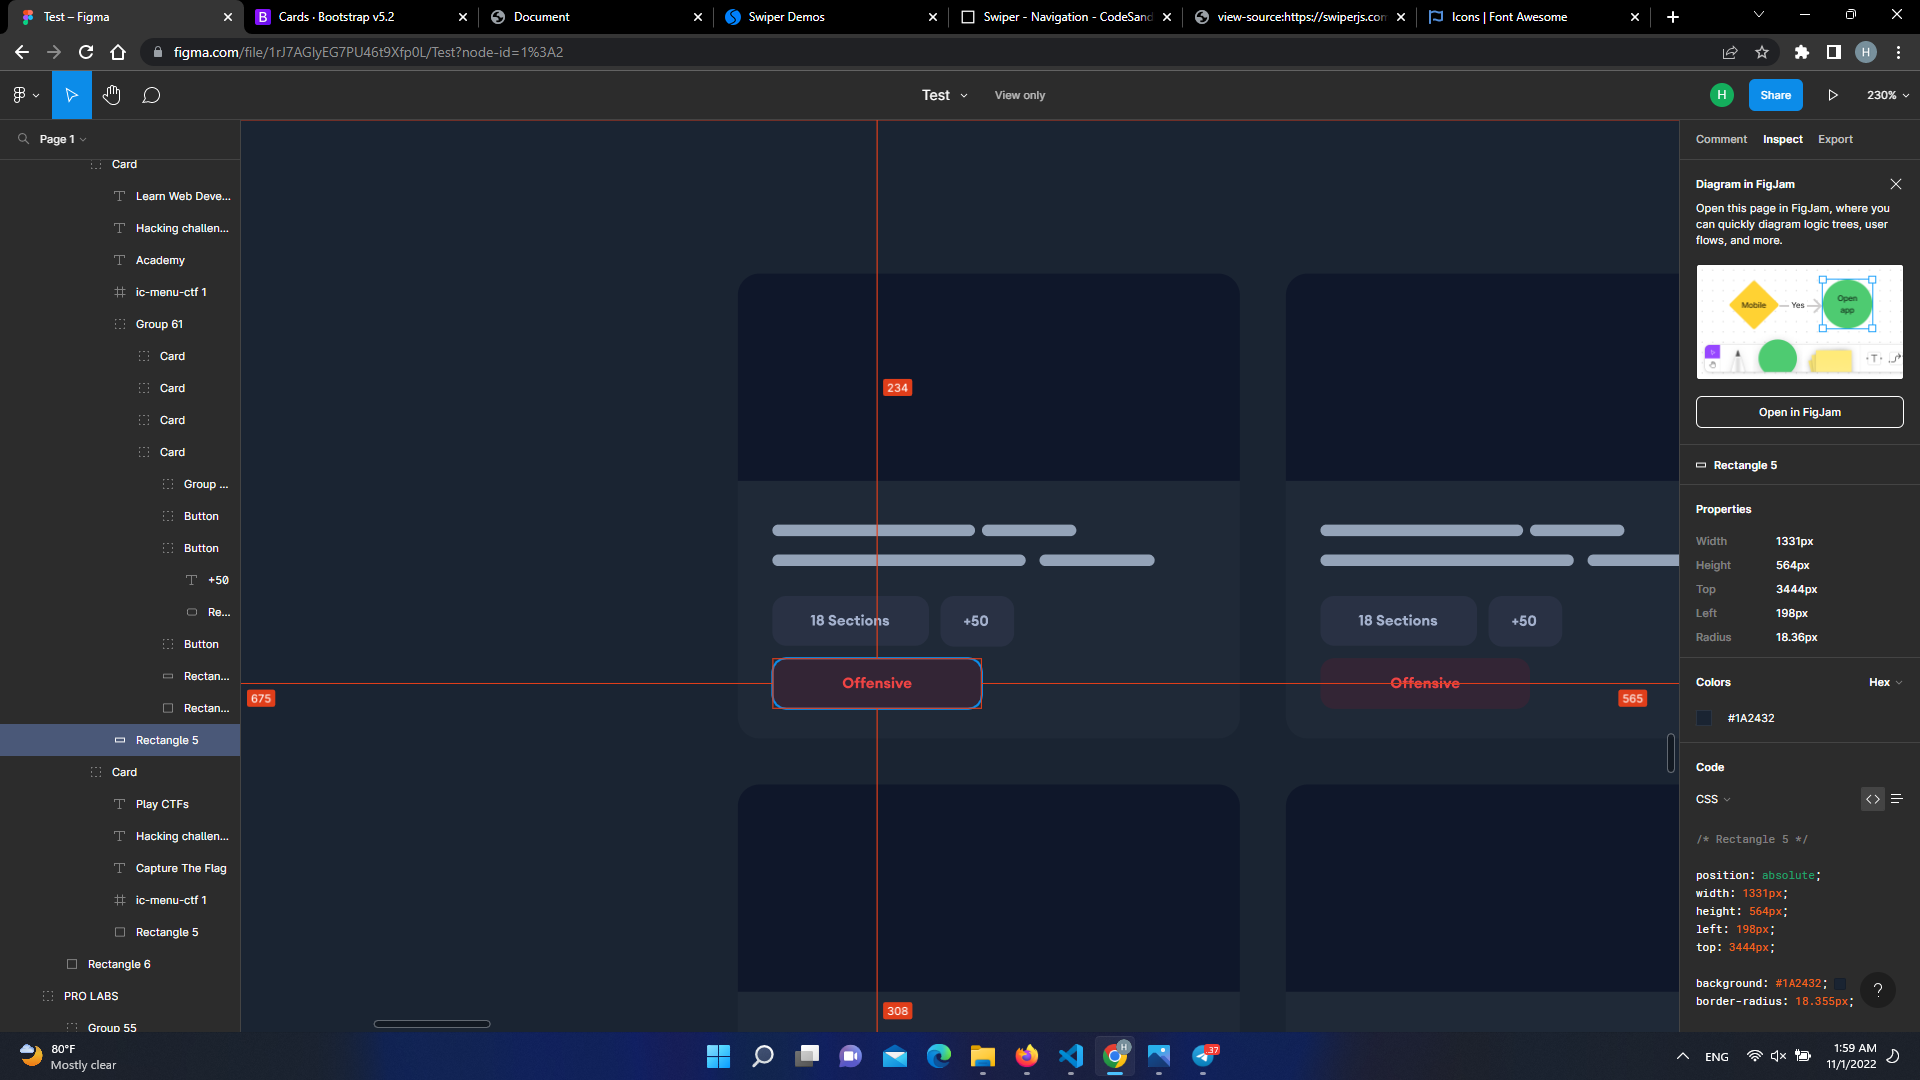 Test – Figma
Cards · Bootstrap v5.2
Document
Swiper Demos
Swiper - Navigation - CodeSand
view-source:https://swiperjs.com
Icons | Font Awesome
figma.com/file/1rJ7AGlyEG7PU46t9Xfp0L/Test?node-id=1%3A2
H
Test
View only
H
Share
230%
Page 1
Comment
Inspect
Export
Card
Learn Web Deve...
Hacking challen...
Academy
ic-menu-ctf 1
Group 61
Card
Card
Card
Card
Group ...
Button
Button
+50
Re...
Button
Rectan...
Rectan...
Rectangle 5
Card
Play CTFs
Hacking challen...
Capture The Flag
ic-menu-ctf 1
Rectangle 5
Rectangle 6
PRO LABS
Group 55
234
18 Sections
+50
18 Sections
+50
Offensive
Offensive
675
565
308
Diagram in FigJam
Open this page in FigJam, where you
can quickly diagram logic trees, user
flows, and more.
Mobile
Yes
Open
app
Open in FigJam
Rectangle 5
Properties
Width 1331px
Height 564px
Top 3444px
Left 198px
Radius 18.36px
Colors
Hex
#1A2432
Code
CSS
/* Rectangle 5 */
position: absolute;
width: 1331px;
height: 564px;
left: 198px;
top: 3444px;
background: #1A2432;
border-radius: 18.355px;
?
80°F
Mostly clear
H
37
ENG
1:59 AM
11/1/2022